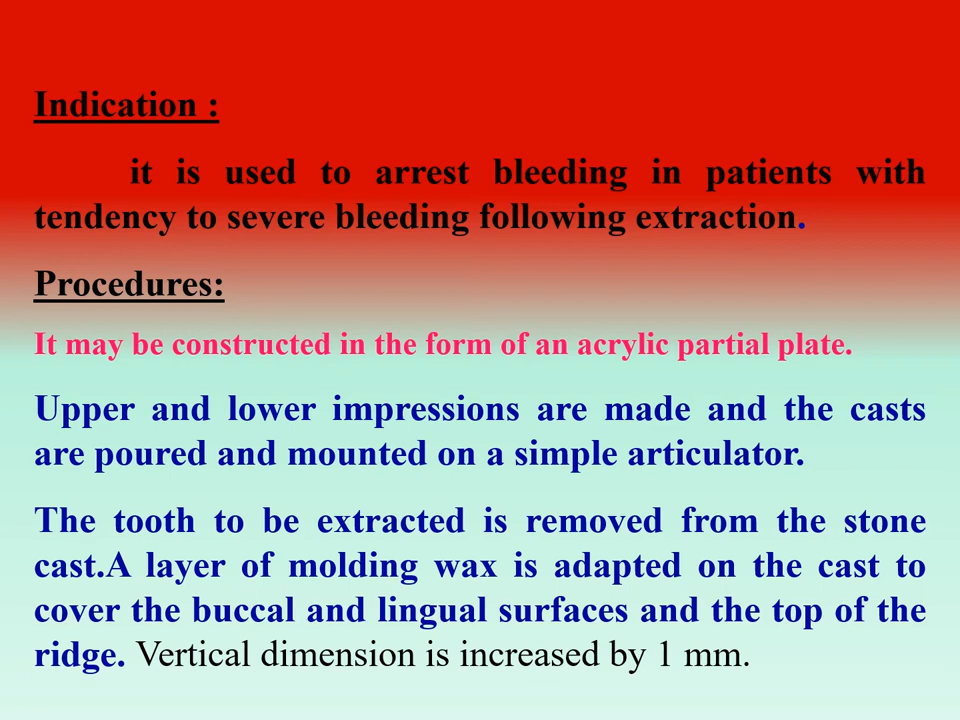 Indication :
it is used to arrest bleeding in patients with
tendency to severe bleeding following extraction.
Procedures:
It may be constructed in the form of an acrylic partial plate.
Upper and lower impressions are made and the casts
are poured and mounted on a simple articulator.
The tooth to be extracted is removed from the stone
cast.A layer of molding wax is adapted on the cast to
cover the buccal and lingual surfaces and the top of the
ridge. Vertical dimension is increased by 1 mm.